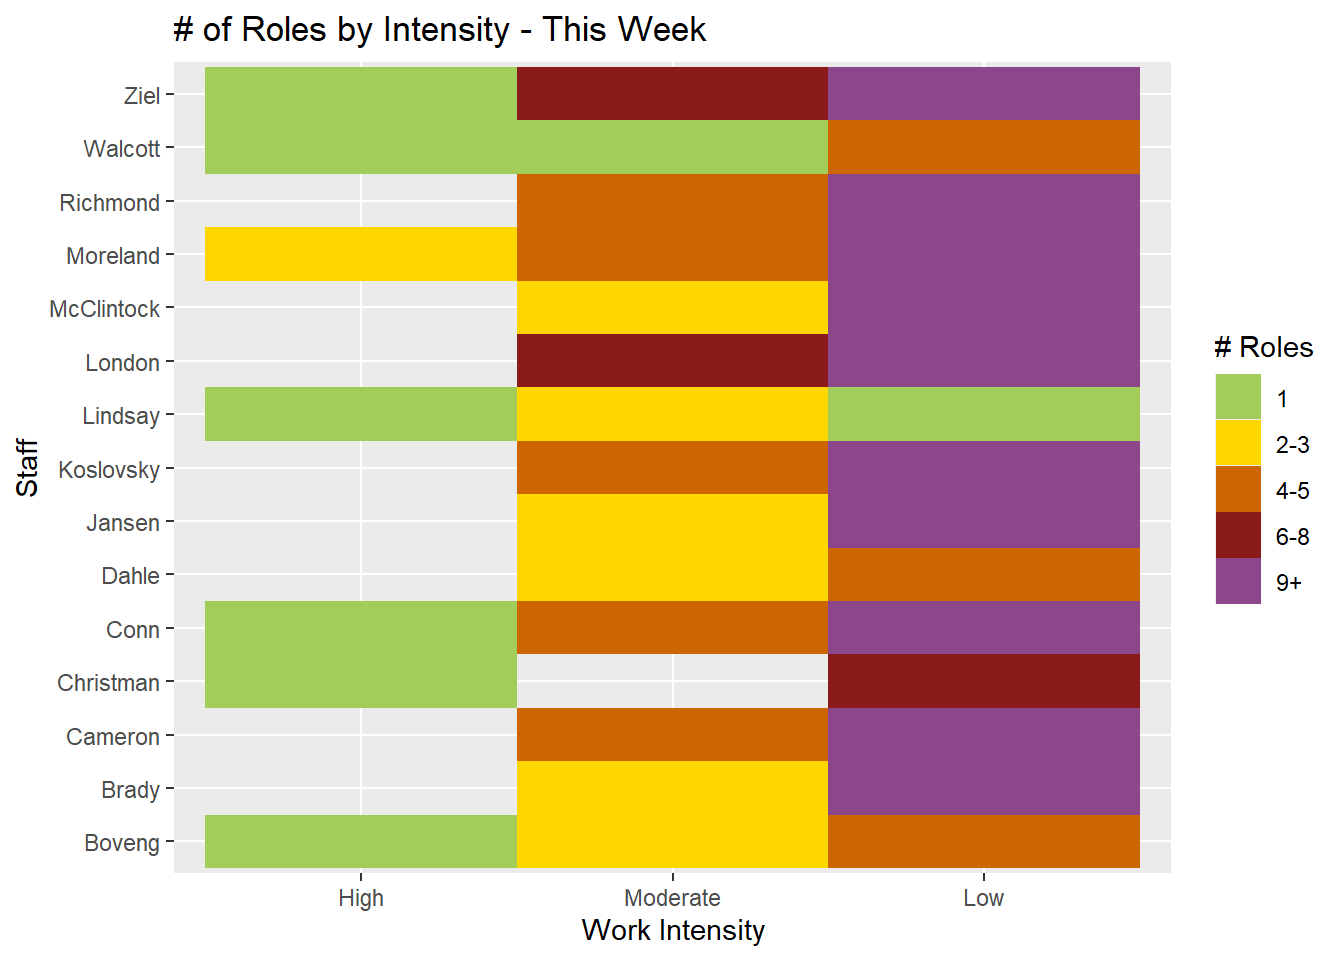 # of Roles by Intensity - This Week
Staff
Ziel
Walcott
Richmond
Moreland
McClintock
London
Lindsay
Koslovsky
Jansen
Dahle
Conn
Christman
Cameron
Brady
Boveng
High Moderate Low
Work Intensity
# Roles
1
2-3
4-5
6-8
9+